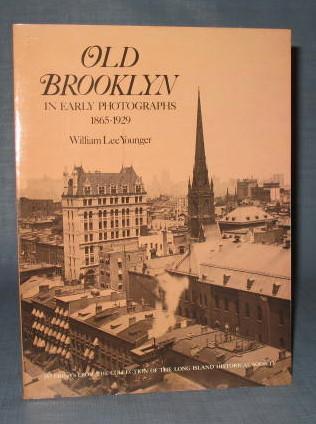 OLD
BROOKLYN
IN EARLY PHOTOGRAPHS
1865-1929
William Lee Younger
PRINTS FROM THE COLLECTION OF THE LONG ISLAND HISTORICAL SOCIETY